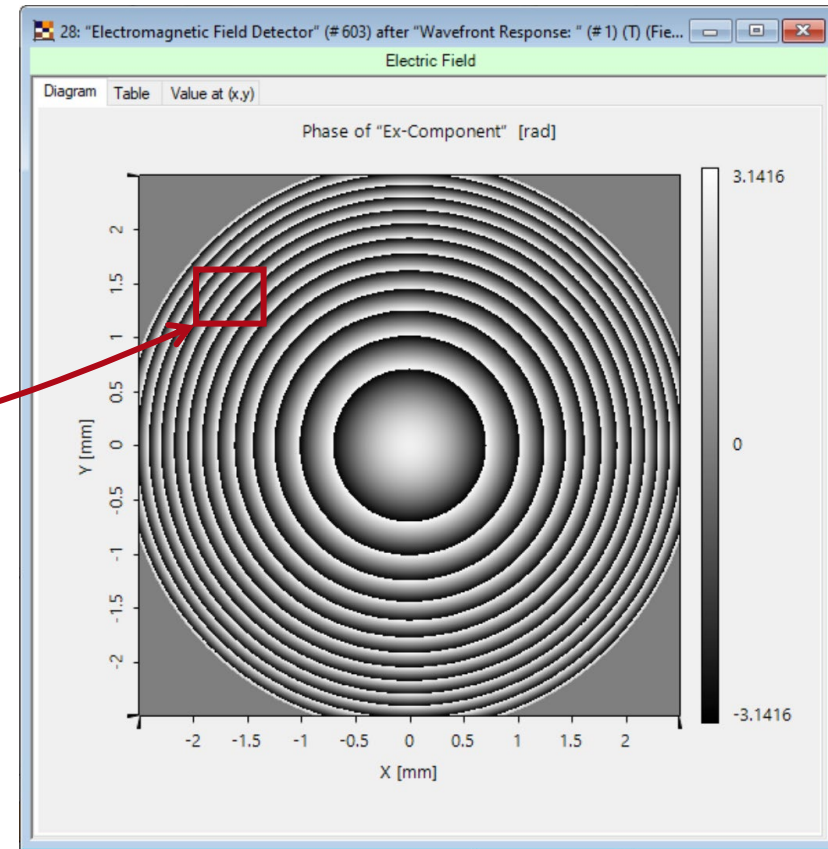 28: “Electromagnetic Field Detector” (# 603) after “Wavefront Response: “ (# 1) (T) (Fie...
Electric Field
Diagram Table Value at (x,y)
Phase of “Ex-Component” [rad]
3.1416
0
-3.1416
2
1.5
1
0.5
0
-0.5
-1
-1.5
-2
Y [mm]
-2 -1.5 -1 -0.5 0 0.5 1 1.5 2
X [mm]